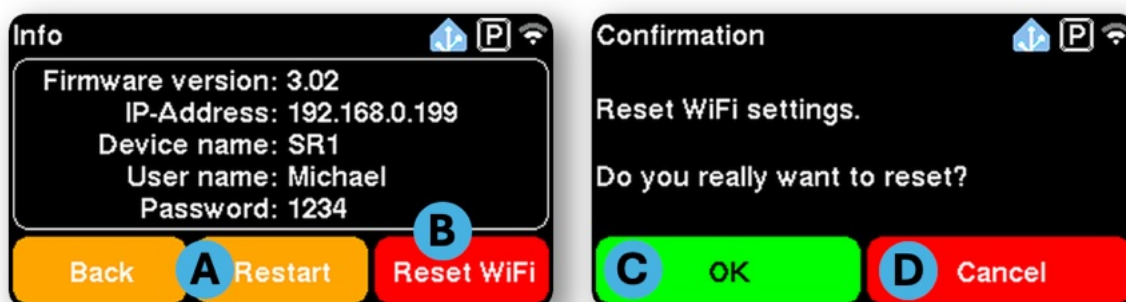 Info
P
Firmware version: 3.02
IP-Address: 192.168.0.199
Device name: SR1
User name: Michael
Password: 1234
B
Back
A
Restart
Reset WiFi
Confirmation
P
Reset WiFi settings.
Do you really want to reset?
C
OK
D
Cancel